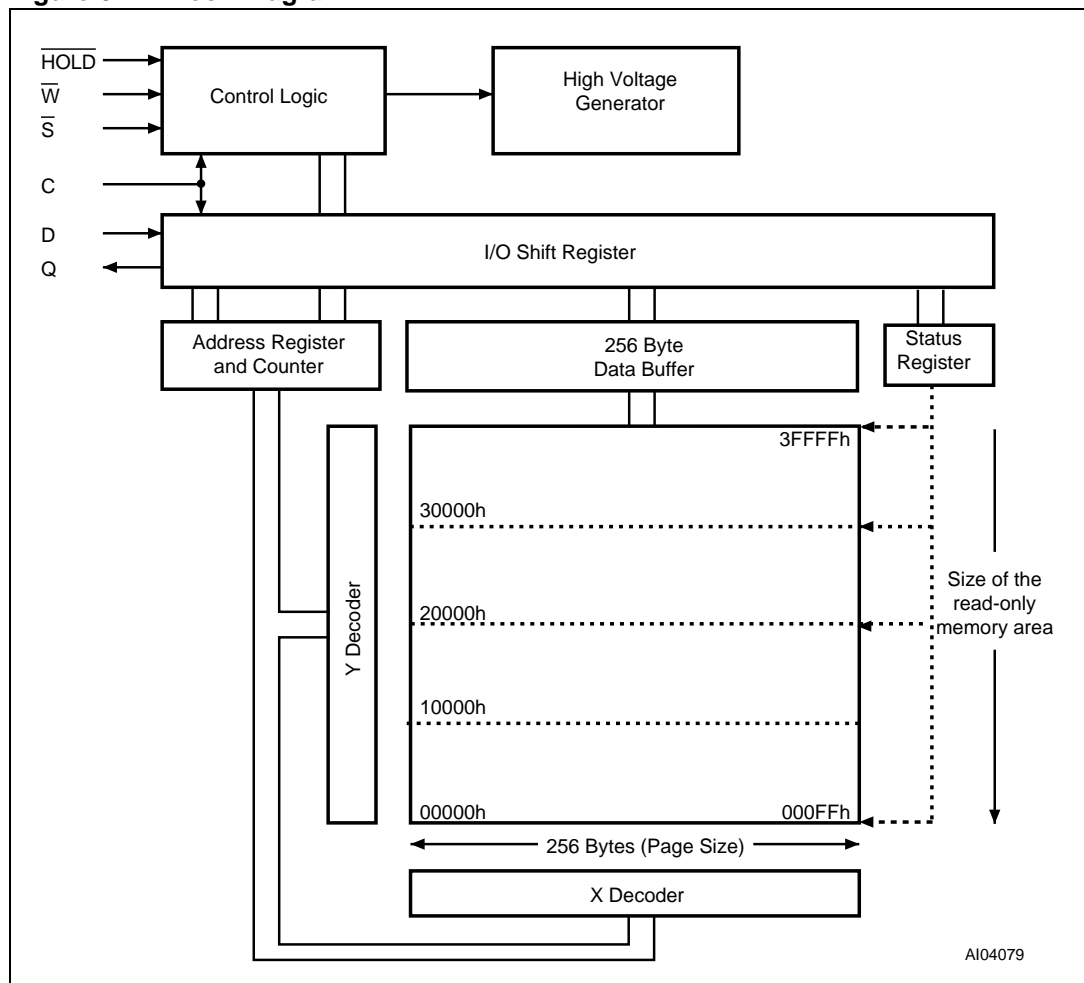 HOLD
W
S
C
D
Q
Control Logic
High Voltage
Generator
I/O Shift Register
Address Register
and Counter
256 Byte
Data Buffer
Status
Register
Y Decoder
3FFFFh
30000h
20000h
10000h
00000h
000FFh
Size of the
read-only
memory area
256 Bytes (Page Size)
X Decoder
AI04079